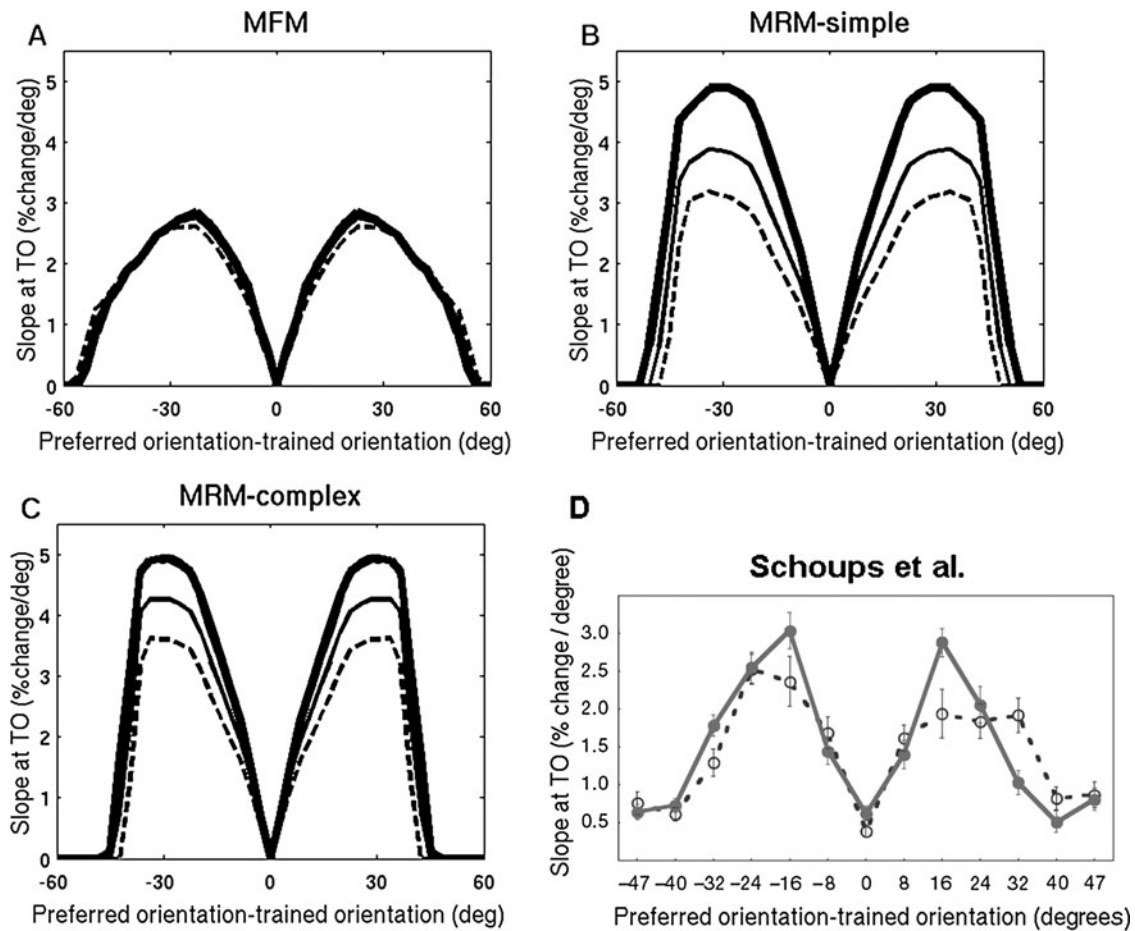 A
MFM
Slope at TO (%change/deg)
5
4
3
2
1
0
-60 -30 0 30 60
Preferred orientation-trained orientation (deg)
B
MRM-simple
Slope at TO (%change/deg)
5
4
3
2
1
0
-60 -30 0 30 60
Preferred orientation-trained orientation (deg)
C
MRM-complex
Slope at TO (%change/deg)
5
4
3
2
1
0
-60 -30 0 30 60
Preferred orientation-trained orientation (deg)
D
Schoups et al.
Slope at TO (% change / degree)
3.0
2.5
2.0
1.5
1.0
0.5
−47 −40 −32 −24 −16 −8 0 8 16 24 32 40 47
Preferred orientation-trained orientation (degrees)